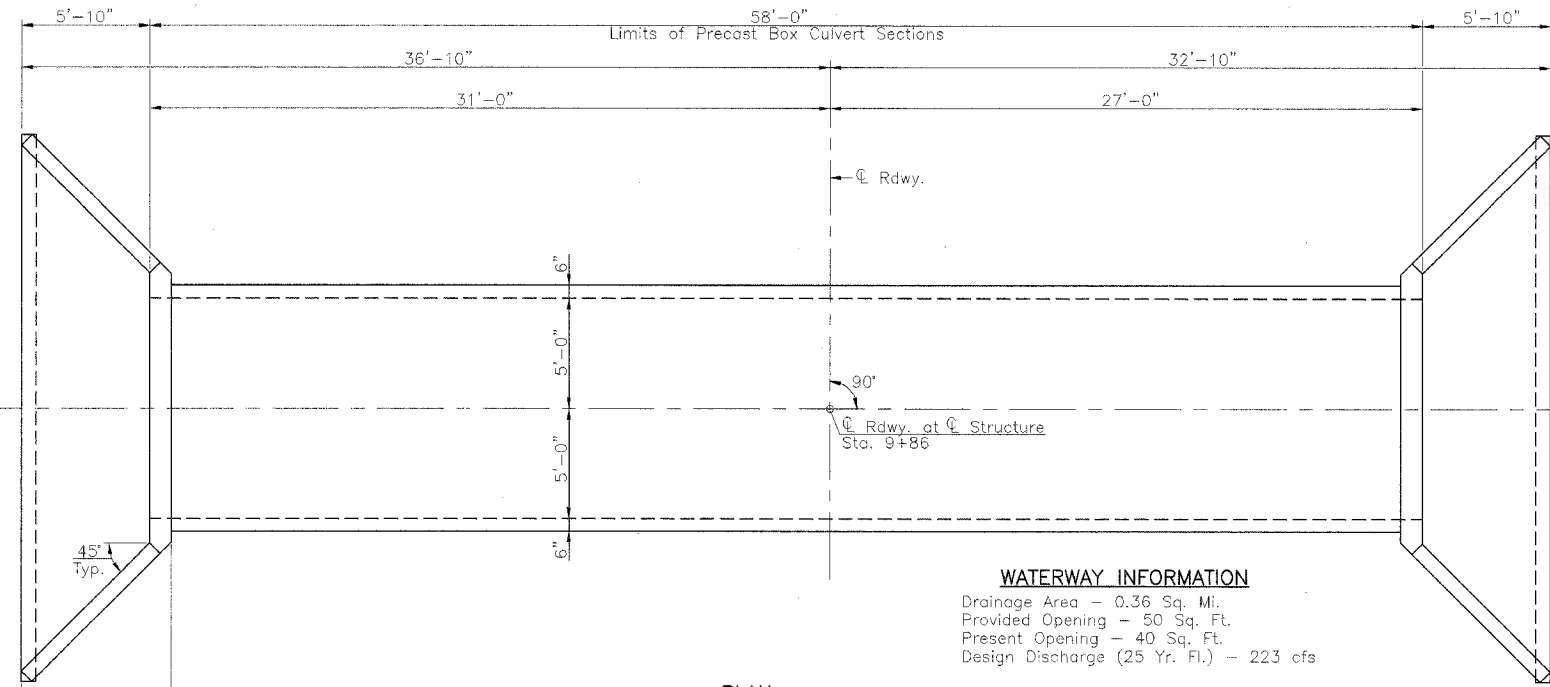 5'-10"
58'-0"
5'-10"
Limits of Precast Box Culvert Sections
36'-10"
32'-10"
31'-0"
27'-0"
℄ Rdwy.
6"
5'-0"
90°
℄ Rdwy. at ℄ Structure
Sta. 9+86
5'-0"
6"
45°
Typ.
WATERWAY INFORMATION
Drainage Area – 0.36 Sq. Mi.
Provided Opening – 50 Sq. Ft.
Present Opening – 40 Sq. Ft.
Design Discharge (25 Yr. Fl.) – 223 cfs